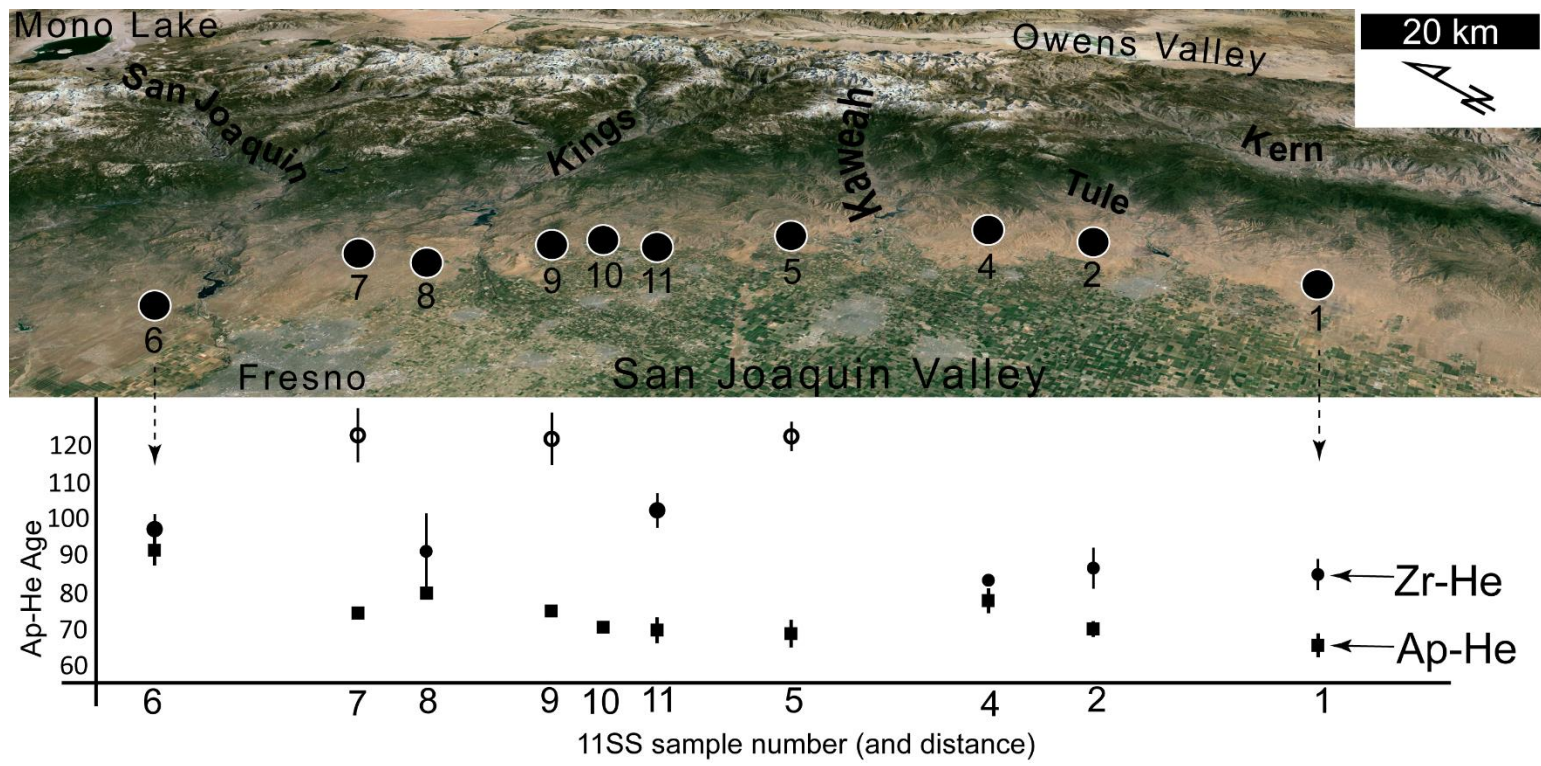 Mono Lake
Owens Valley
20 km
N
San Joaquin
Kings
Kaweah
Kern
Tule
6
7
8
9
10
11
5
4
2
1
Fresno
San Joaquin Valley
120
110
100
90
80
70
60
Ap-He Age
Zr-He
Ap-He
6 7 8 9 10 11 5 4 2 1
11SS sample number (and distance)